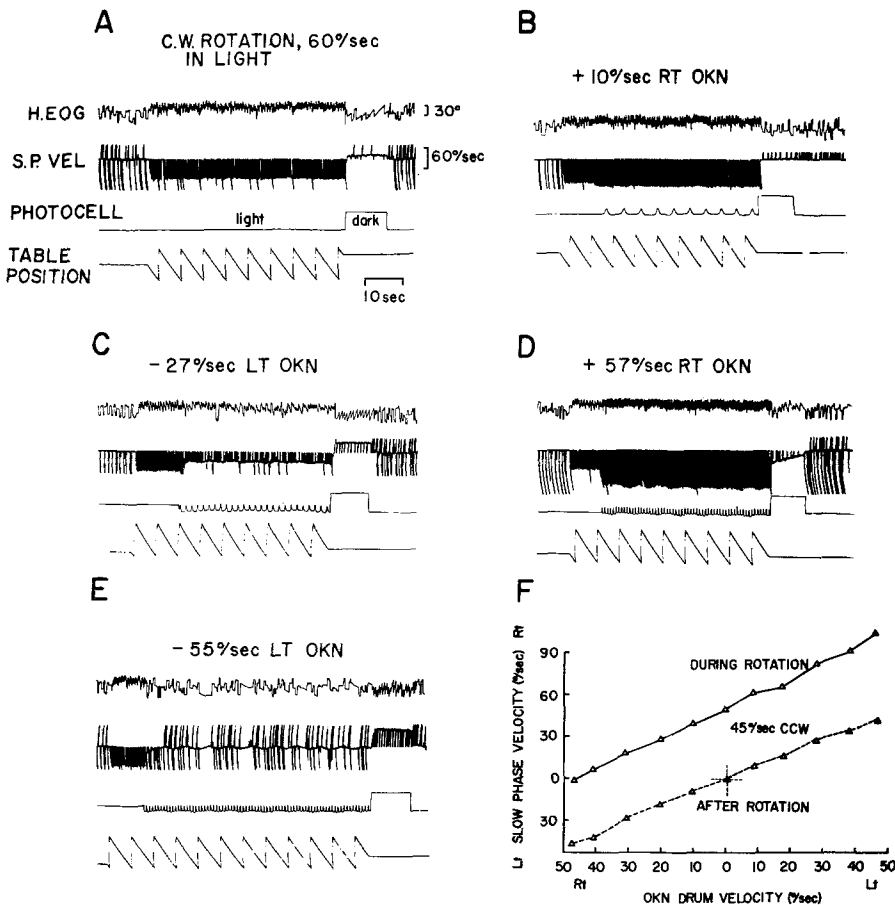 A
C.W. ROTATION, 60°/sec
IN LIGHT
H.EOG
30°
S.P. VEL
60°/sec
PHOTOCELL
light
dark
TABLE
POSITION
10 sec
B
+ 10°/sec RT OKN
C
- 27°/sec LT OKN
D
+ 57°/sec RT OKN
E
- 55°/sec LT OKN
F
Lt SLOW PHASE VELOCITY (°/sec) Rt
90
60
30
0
30
DURING ROTATION
45°/sec CCW
AFTER ROTATION
50 40 30 20 10 0 10 20 30 40 50
Rt
Lt
OKN DRUM VELOCITY (°/sec)